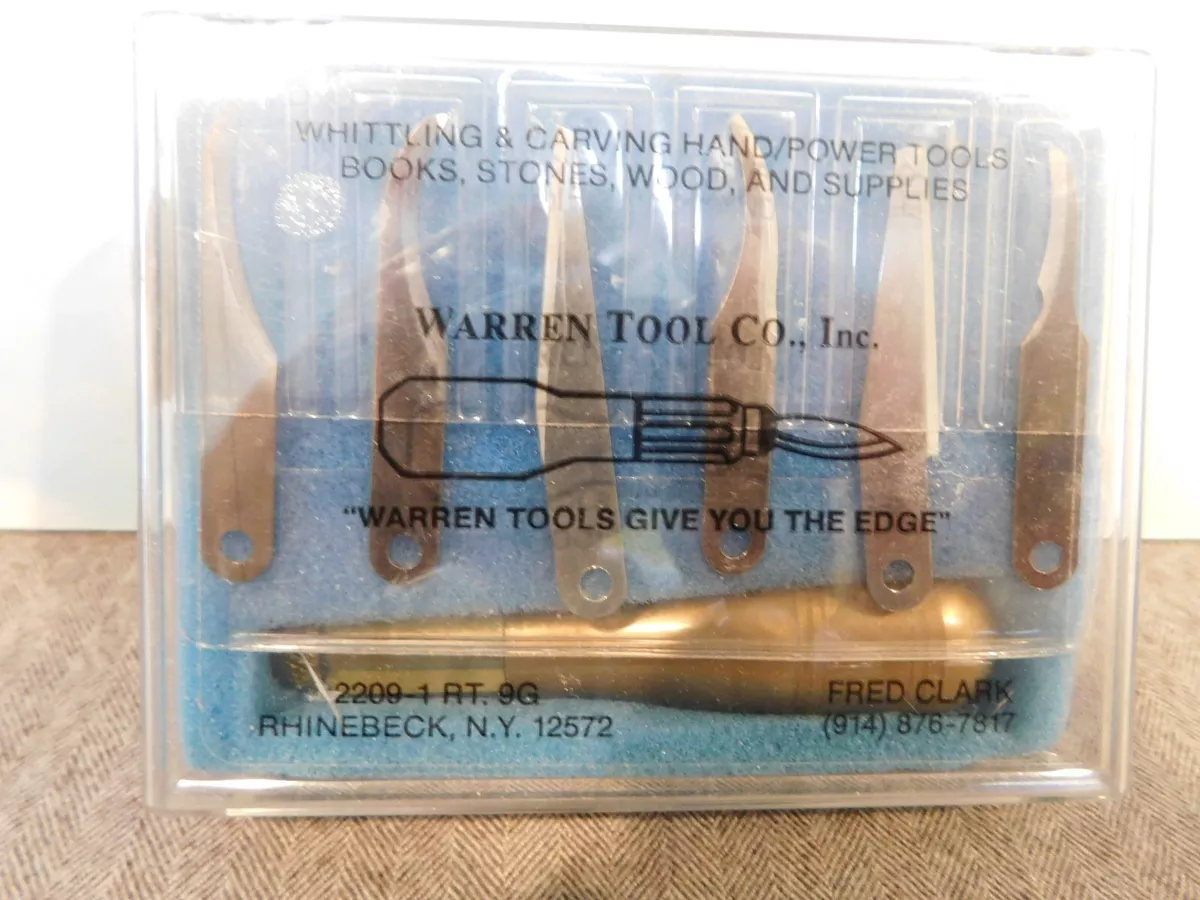 WHITTLING & CARVING HAND/POWER TOOLS
BOOKS, STONES, WOOD, AND SUPPLIES
WARREN TOOL CO., Inc.
"WARREN TOOLS GIVE YOU THE EDGE"
2209-1 RT. 9G
RHINEBECK, N.Y. 12572
FRED CLARK
(914) 876-7817